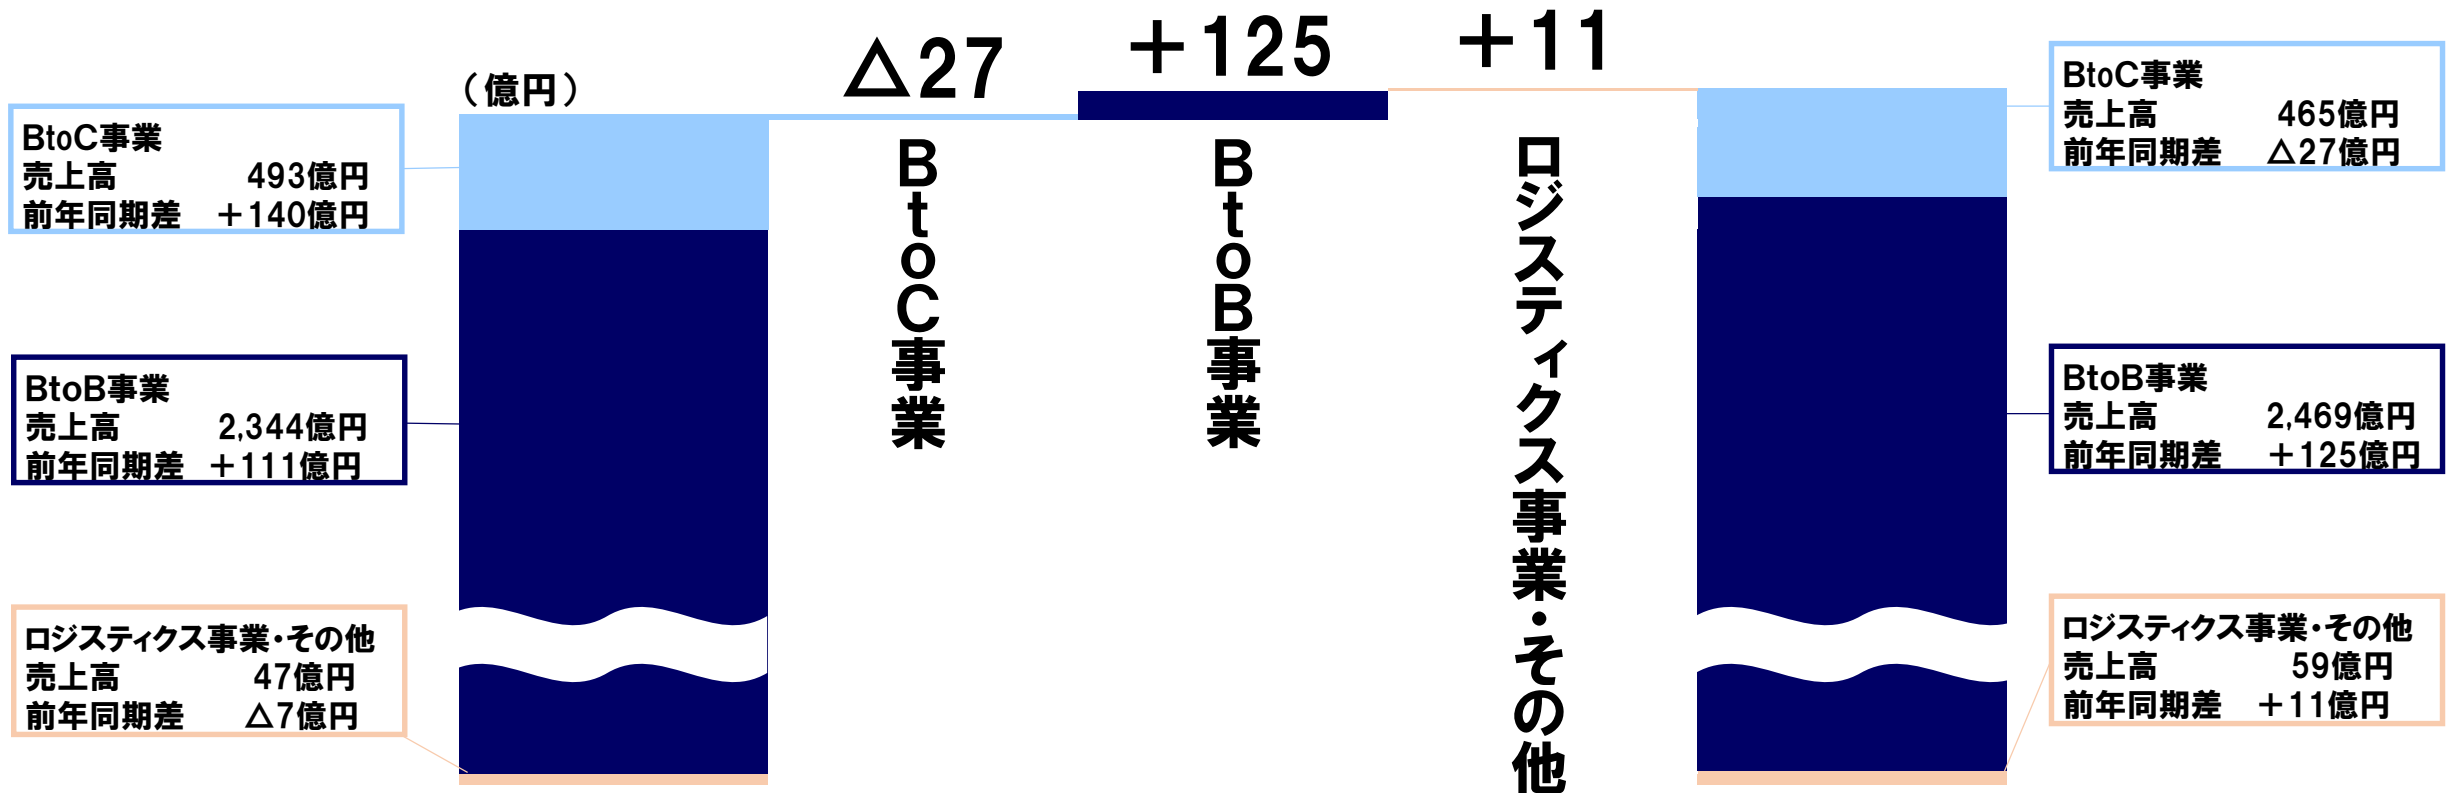 （億円）
BtoC事業
売上高 493億円
前年同期差 ＋140億円
BtoB事業
売上高 2,344億円
前年同期差 ＋111億円
ロジスティクス事業・その他
売上高 47億円
前年同期差 △7億円
△27
BtoC事業
＋125
BtoB事業
＋11
ロジスティクス事業・その他
BtoC事業
売上高 465億円
前年同期差 △27億円
BtoB事業
売上高 2,469億円
前年同期差 ＋125億円
ロジスティクス事業・その他
売上高 59億円
前年同期差 ＋11億円